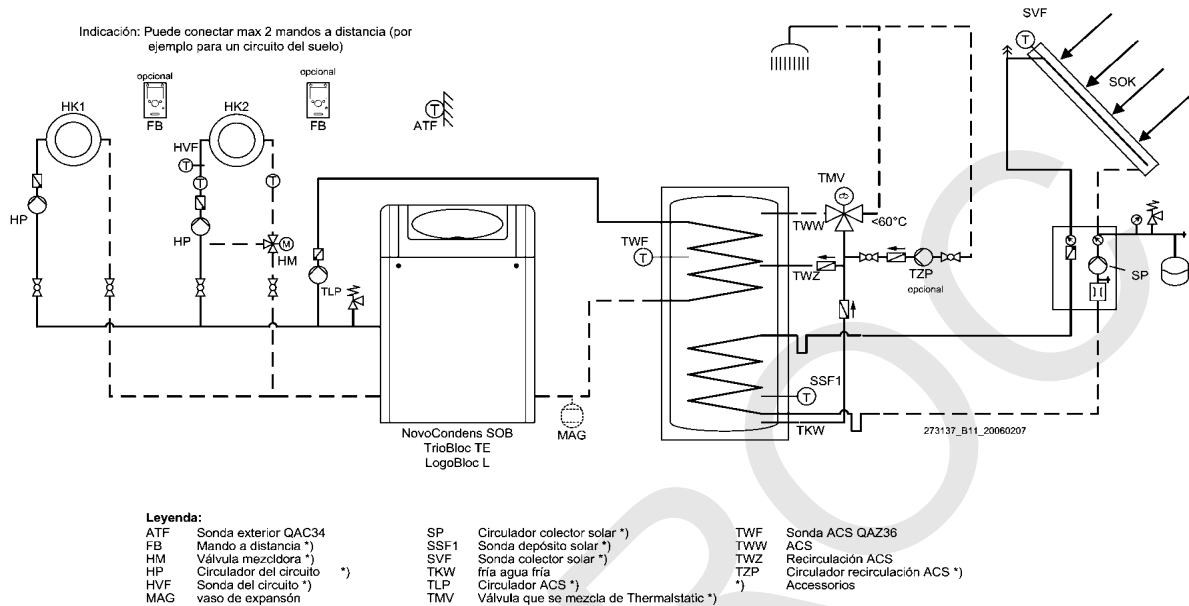 Indicación: Puede conectar max 2 mandos a distancia (por
ejemplo para un circuito del suelo)
SVF
T
SOK
opcional
opcional
HK1
HK2
FB
FB
T
ATF
HVF
T
T
T
HP
HP
M
HM
TLP
TMV
TWW
<60°C
TWF
T
TWZ
TZP
opcional
SP
SSF1
T
TKW
MAG
273137_B11_20060207
NovoCondens SOB
TrioBloc TE
LogoBloc L
Leyenda:
ATF Sonda exterior QAC34
FB Mando a distancia *)
HM Válvula mezcldora *)
HP Circulador del circuito *)
HVF Sonda del circuito *)
MAG vaso de expansón
SP Circulador colector solar *)
SSF1 Sonda depósito solar *)
SVF Sonda colector solar *)
TKW fría agua fría
TLP Circulador ACS *)
TMV Válvula que se mezcla de Thermalstatic *)
TWF Sonda ACS QAZ36
TWW ACS
TWZ Recirculación ACS
TZP Circulador recirculación ACS *)
*) Accessorios